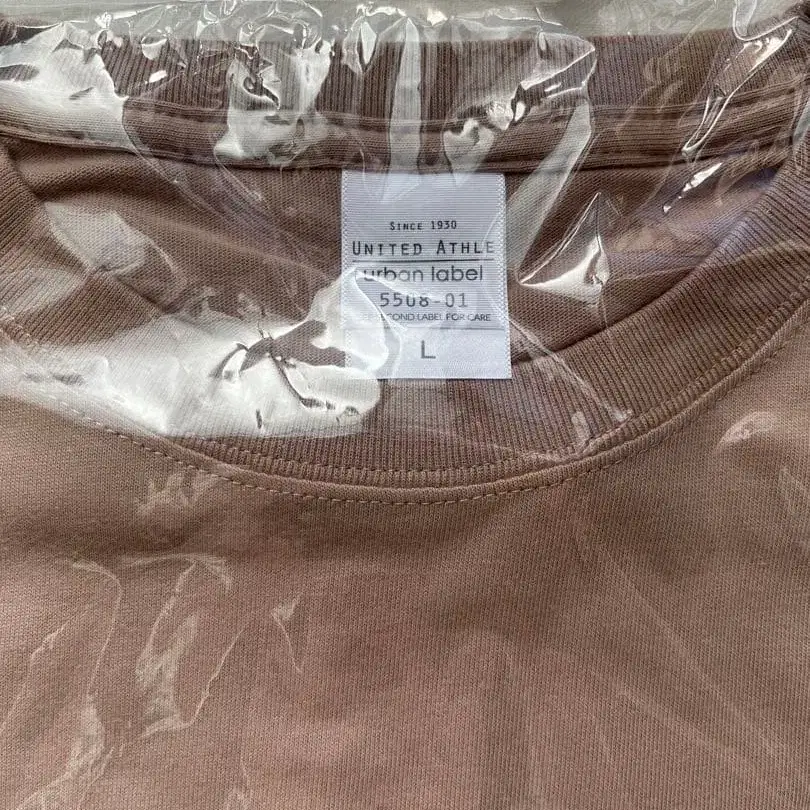 SINCE 1930
UNITED ATHLE
urban label
5508-01
SECOND LABEL FOR CARE
L